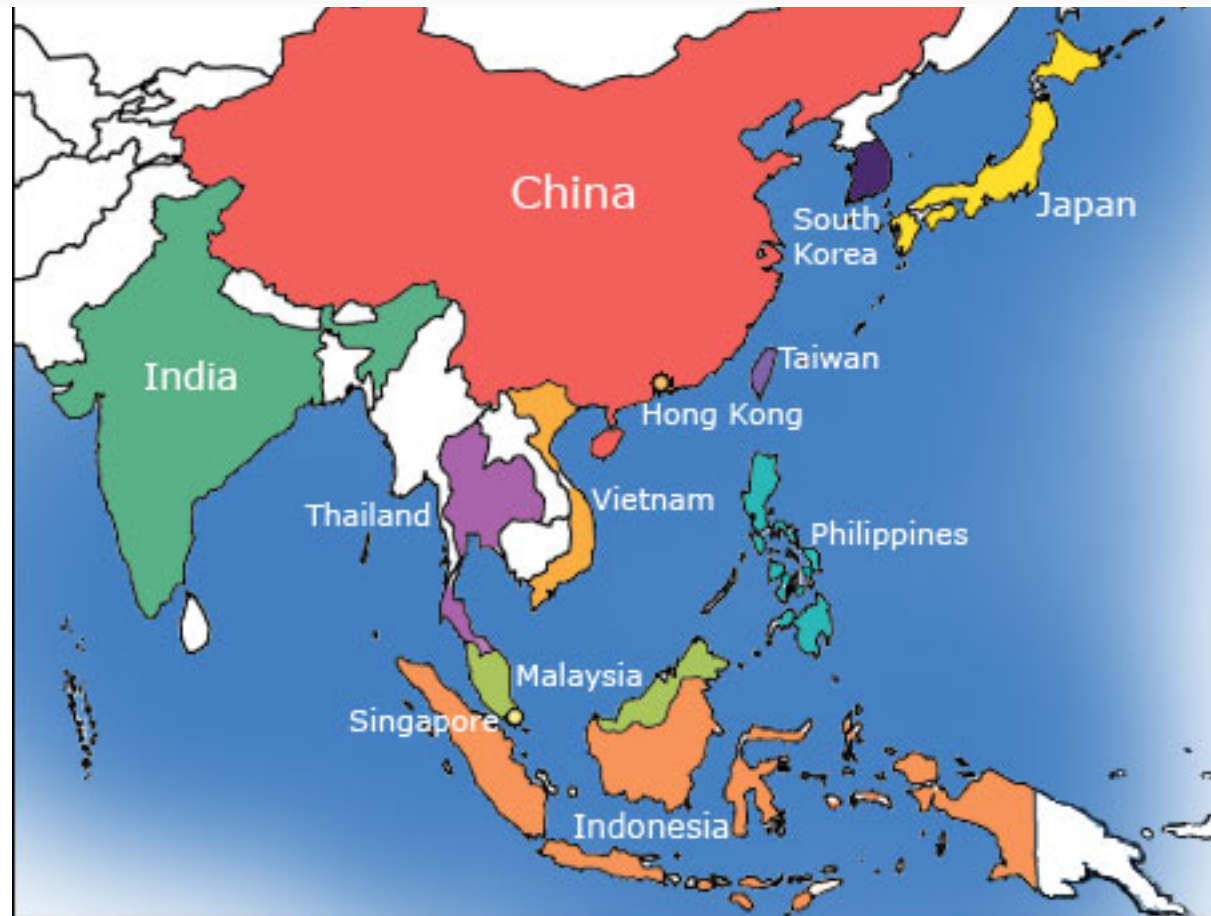 China
South
Korea
Japan
India
Taiwan
Hong Kong
Thailand
Vietnam
Philippines
Malaysia
Singapore
Indonesia